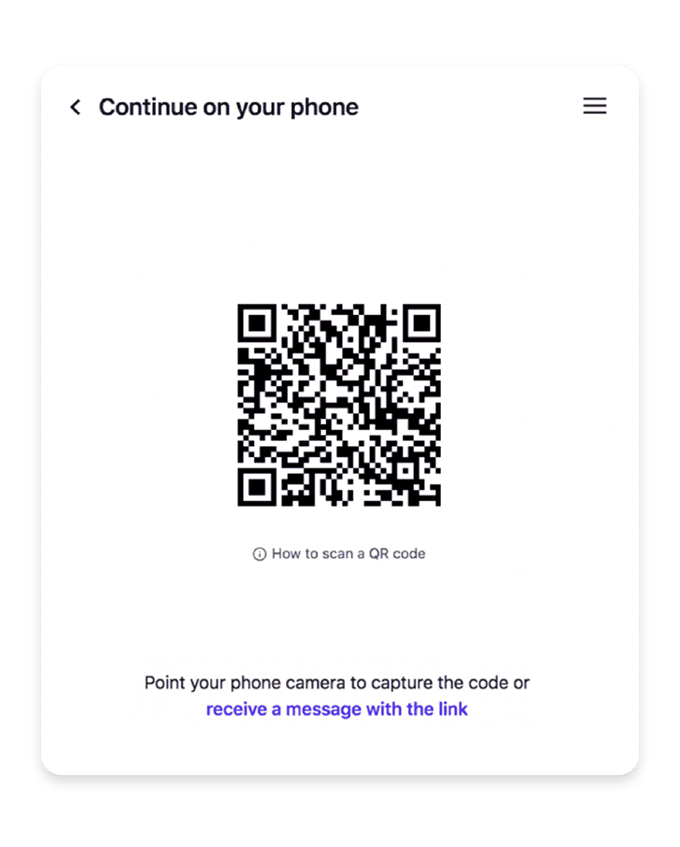 Continue on your phone
How to scan a QR code
Point your phone camera to capture the code or
receive a message with the link